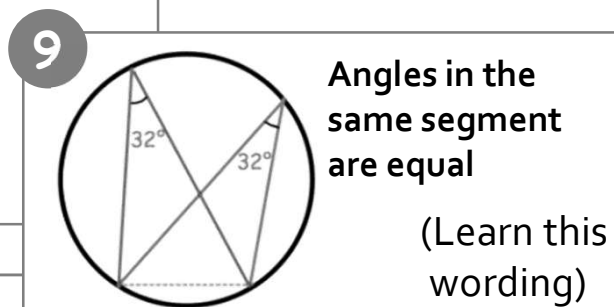 9
Angles in the
same segment
are equal
32°
32°
(Learn this
wording)